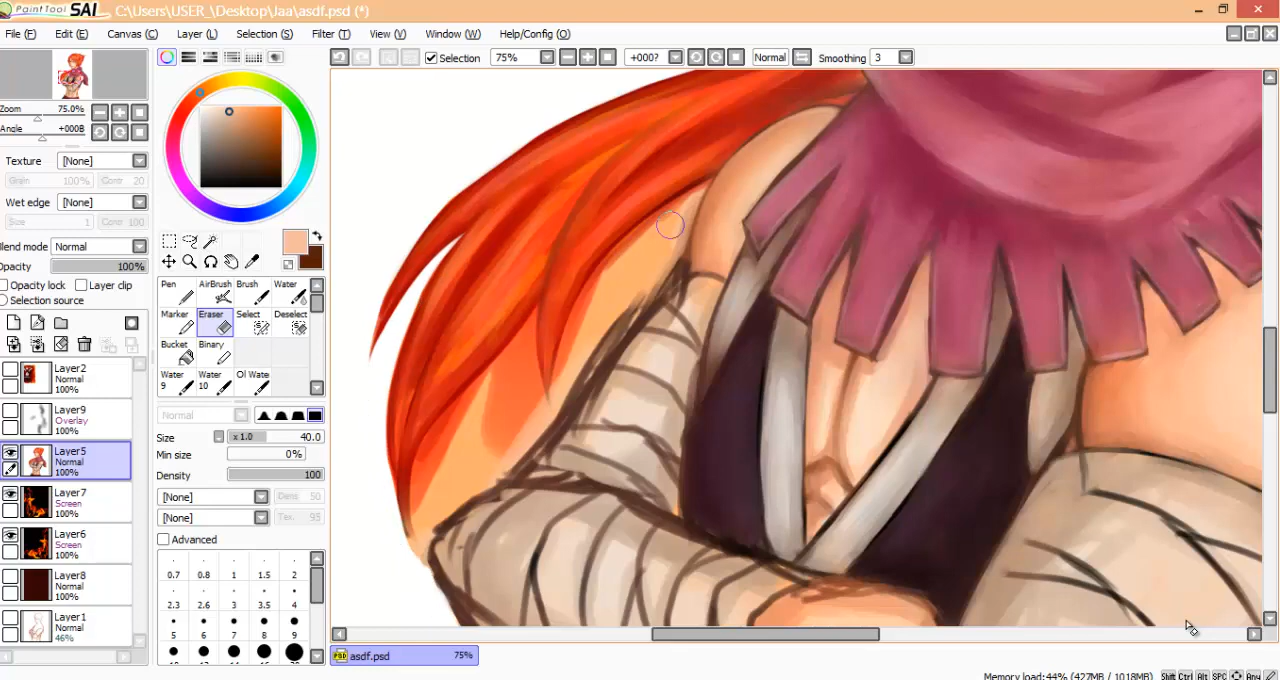 PaintTool SAI C:\Users\USER_\Desktop\Jaa\asdf.psd (*)
File (F) Edit (E) Canvas (C) Layer (L) Selection (S) Filter (T) View (V) Window (W) Help/Config (O)
Selection 75% +000? Normal Smoothing 3
Zoom 75.0%
Angle +000B
Texture [None]
Grain 100% Contr 20
Wet edge [None]
Size 1 Contr 100
Blend mode Normal
Opacity 100%
Opacity lock Layer clip
Selection source
Layer2
Normal
100%
Layer9
Overlay
100%
Layer5
Normal
100%
Layer7
Screen
100%
Layer6
Screen
100%
Layer8
Normal
100%
Layer1
Normal
46%
Pen AirBrush Brush Water
Marker Eraser Select Deselect
Bucket Binary
Water Water Ol Wate
9 10
Normal
Size x 1.0 40.0
Min size 0%
Density 100
[None] Dens 50
[None] Tex. 95
Advanced
0.7 0.8 1 1.5 2
2.3 2.6 3 3.5 4
5 6 7 8 9
asdf.psd 75%
Memory load:44% (427MB / 1018MB) Shift Ctrl Alt SPC Any